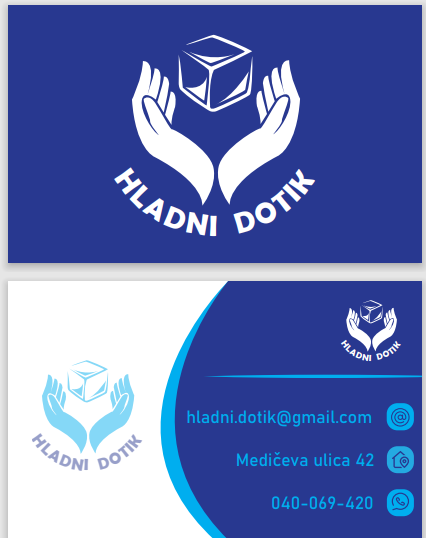 HLADNI DOTIK
HLADNI DOTIK
HLADNI DOTIK
hladni.dotik@gmail.com
Medičeva ulica 42
040-069-420